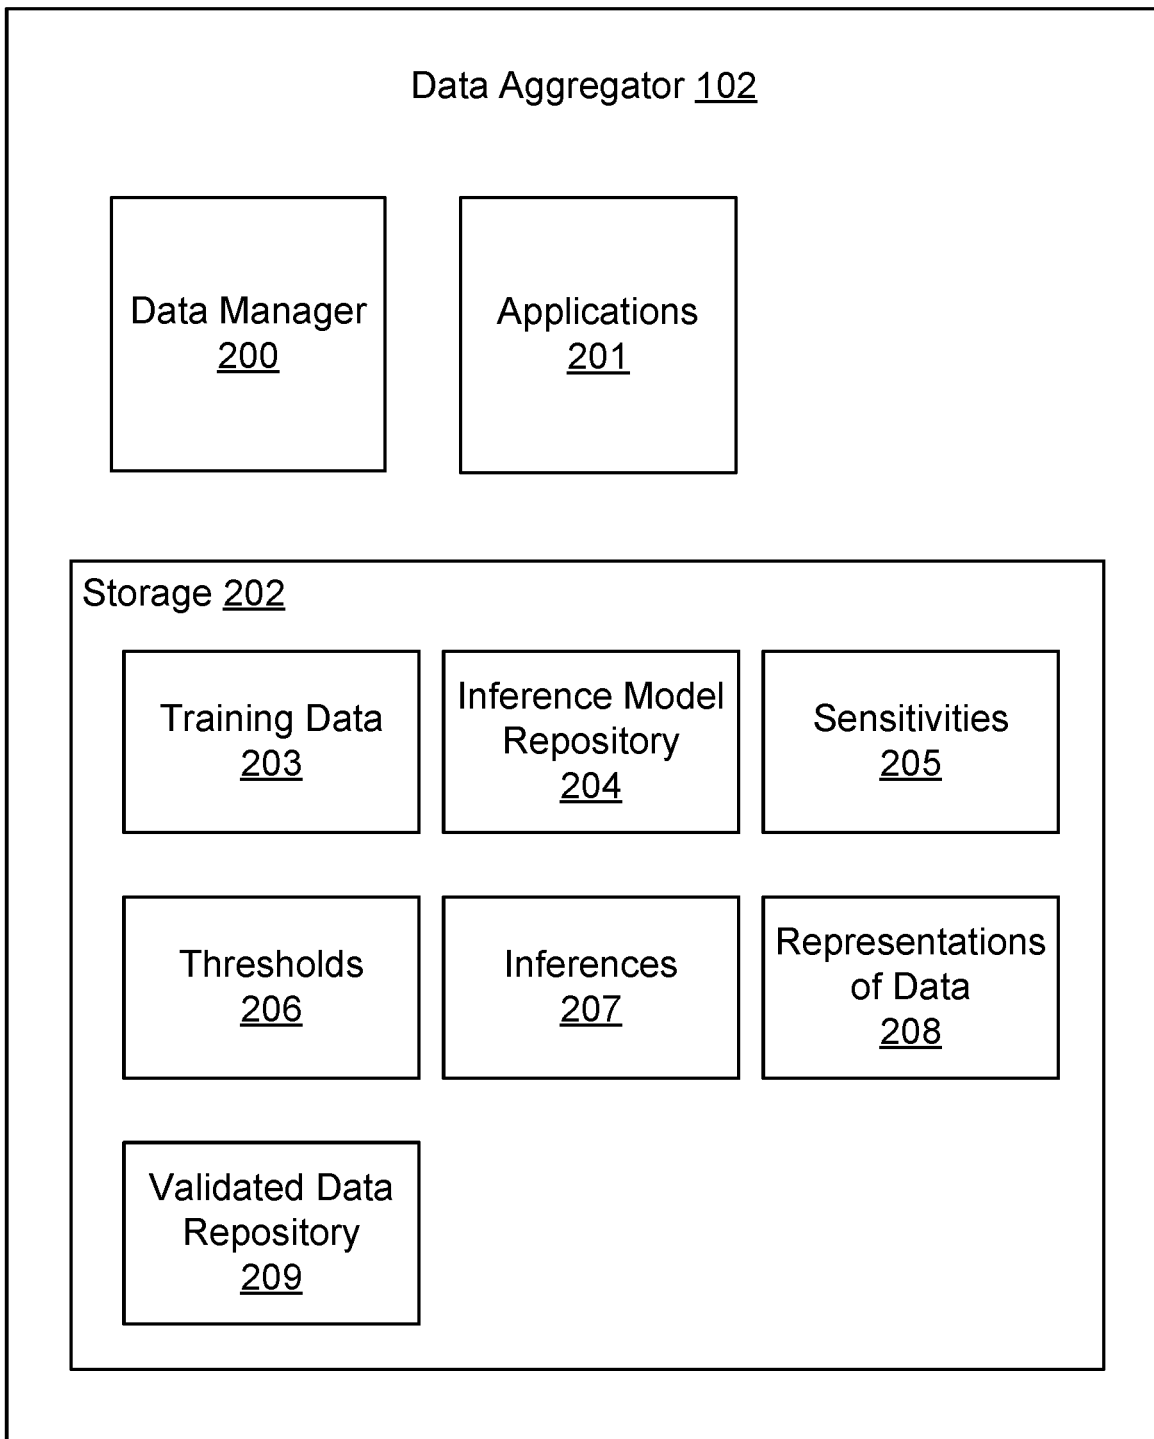 Data Aggregator 102
Data Manager
200
Applications
201
Storage 202
Training Data
203
Inference Model
Repository
204
Sensitivities
205
Thresholds
206
Inferences
207
Representations
of Data
208
Validated Data
Repository
209